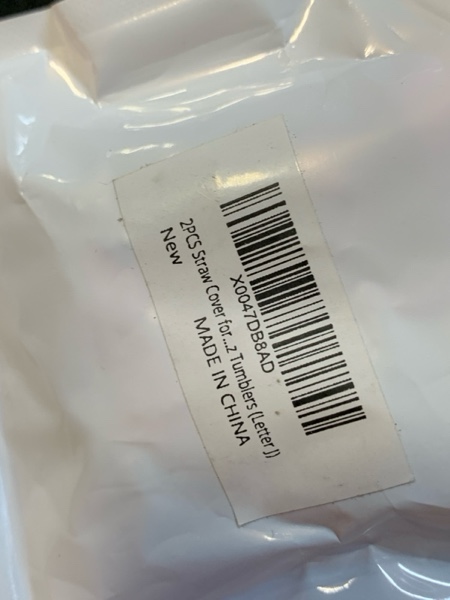 X0047DB8AD
2PCS Straw Cover for...z Tumblers (Letter J)
New
MADE IN CHINA